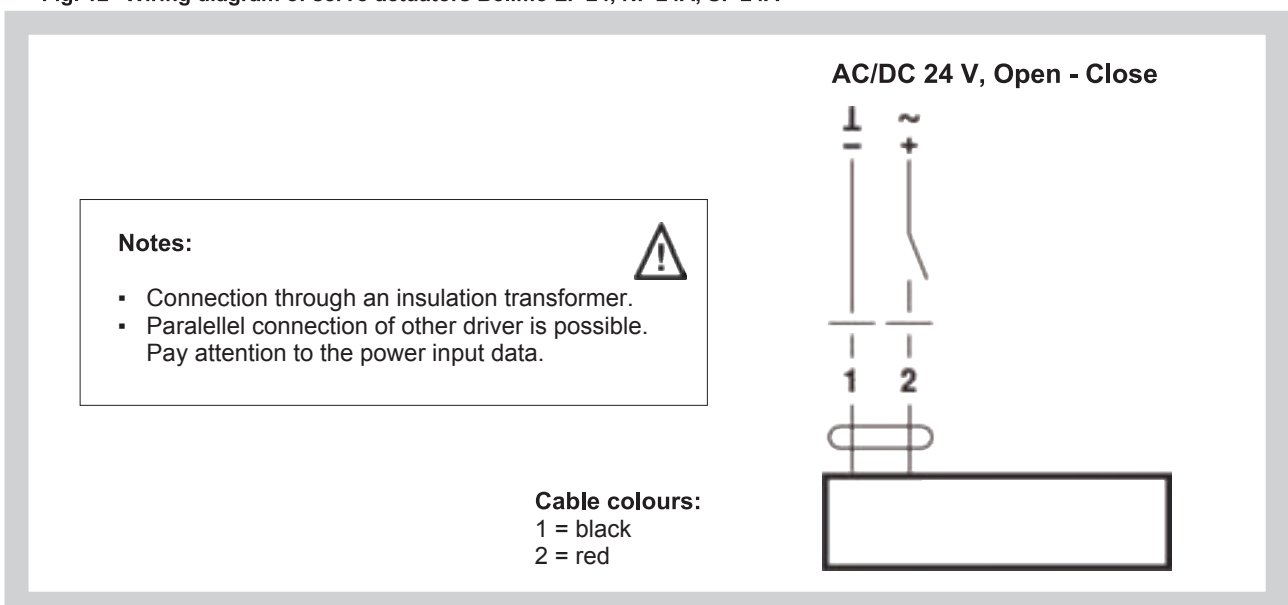 AC/DC 24 V, Open - Close
⊥ ~
− +
Notes:
▪ Connection through an insulation transformer.
▪ Paralellel connection of other driver is possible.
Pay attention to the power input data.
1 2
Cable colours:
1 = black
2 = red